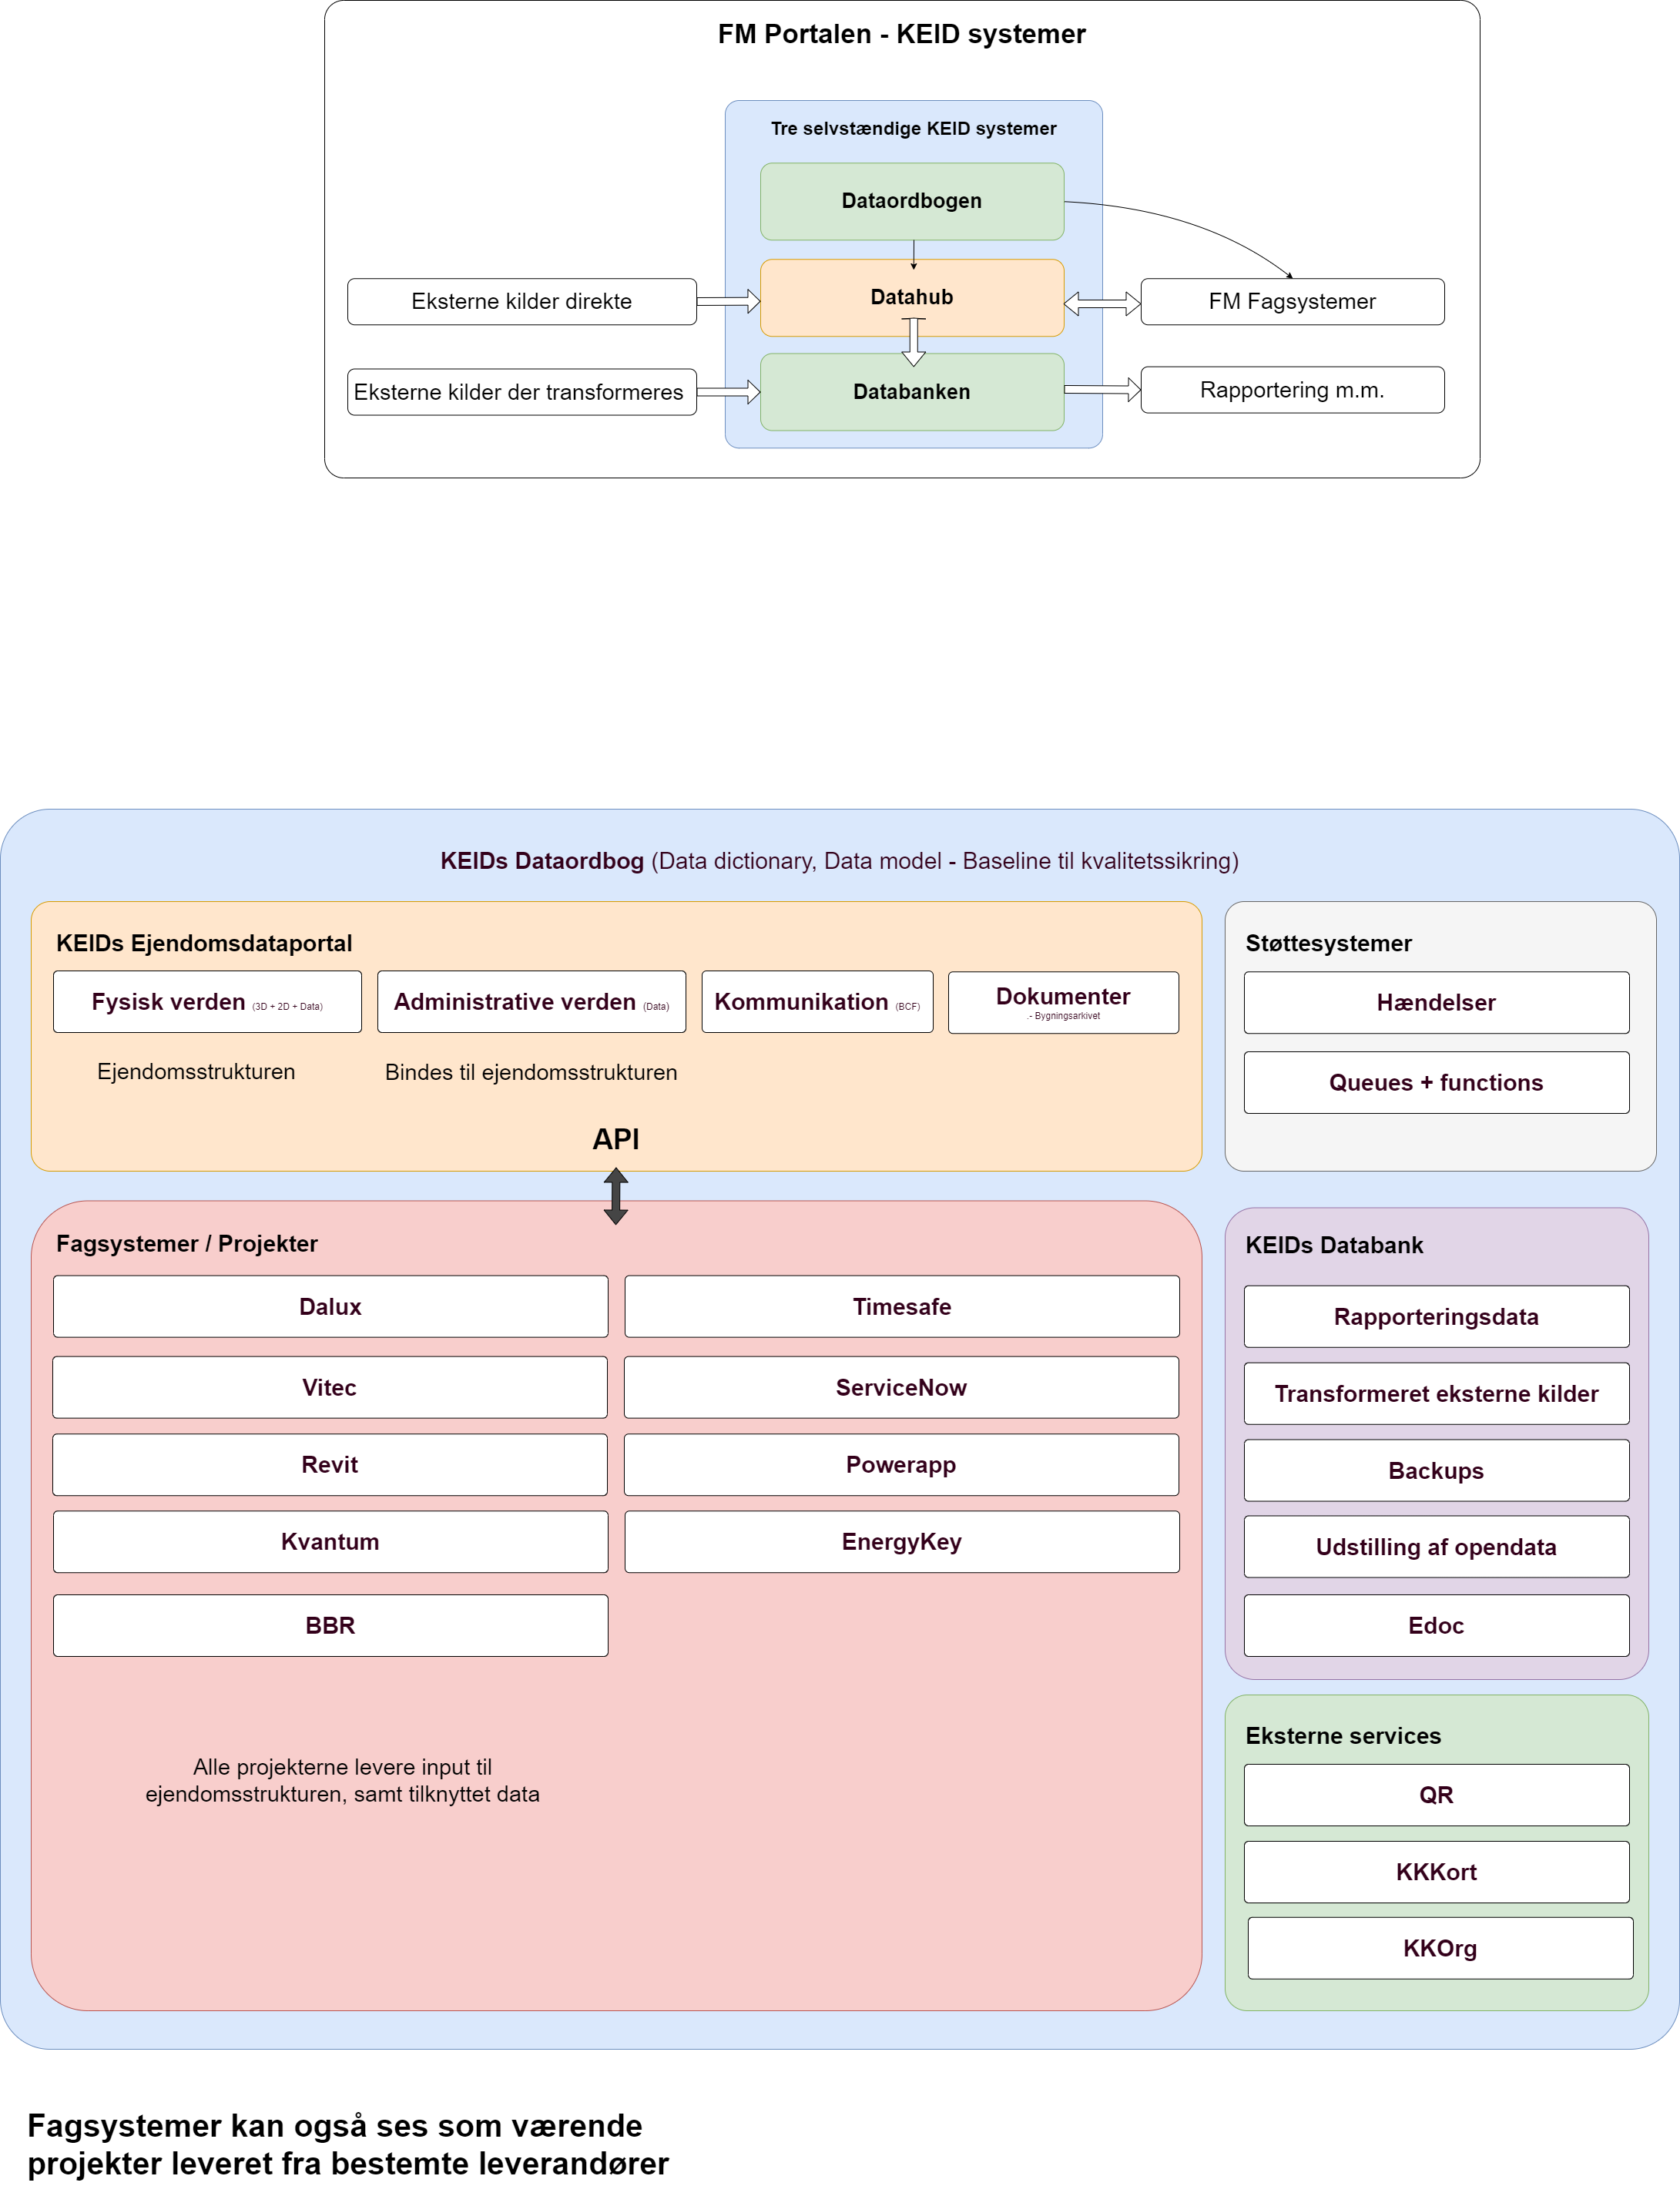 FM Portalen - KEID systemer
Tre selvstændige KEID systemer
Dataordbogen
Eksterne kilder direkte
Datahub
FM Fagsystemer
Eksterne kilder der transformeres
Databanken
Rapportering m.m.
KEIDs Dataordbog (Data dictionary, Data model - Baseline til kvalitetssikring)
KEIDs Ejendomsdataportal
Fysisk verden (3D + 2D + Data)
Administrative verden (Data)
Kommunikation (BCF)
Dokumenter
.- Bygningsarkivet
Ejendomsstrukturen
Bindes til ejendomsstrukturen
API
Støttesystemer
Hændelser
Queues + functions
Fagsystemer / Projekter
Dalux
Timesafe
Vitec
ServiceNow
Revit
Powerapp
Kvantum
EnergyKey
BBR
Alle projekterne levere input til
ejendomsstrukturen, samt tilknyttet data
KEIDs Databank
Rapporteringsdata
Transformeret eksterne kilder
Backups
Udstilling af opendata
Edoc
Eksterne services
QR
KKKort
KKOrg
Fagsystemer kan også ses som værende
projekter leveret fra bestemte leverandører